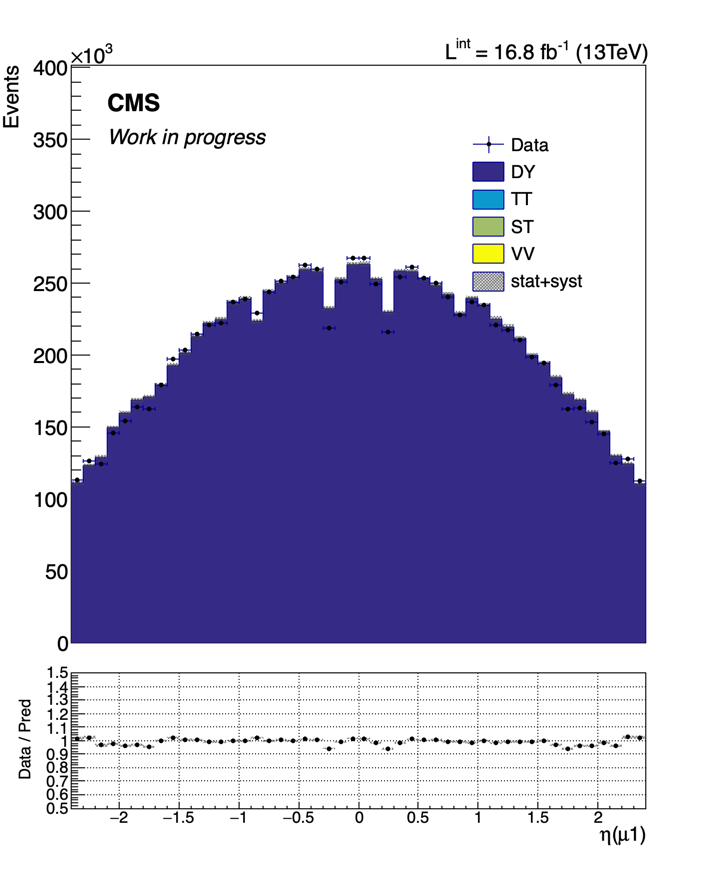 ×10³
L^int = 16.8 fb⁻¹ (13TeV)
Events
400
350
300
250
200
150
100
50
0
CMS
Work in progress
Data
DY
TT
ST
VV
stat+syst
Data / Pred
1.5
1.4
1.3
1.2
1.1
1
0.9
0.8
0.7
0.6
0.5
−2 −1.5 −1 −0.5 0 0.5 1 1.5 2
η(μ1)